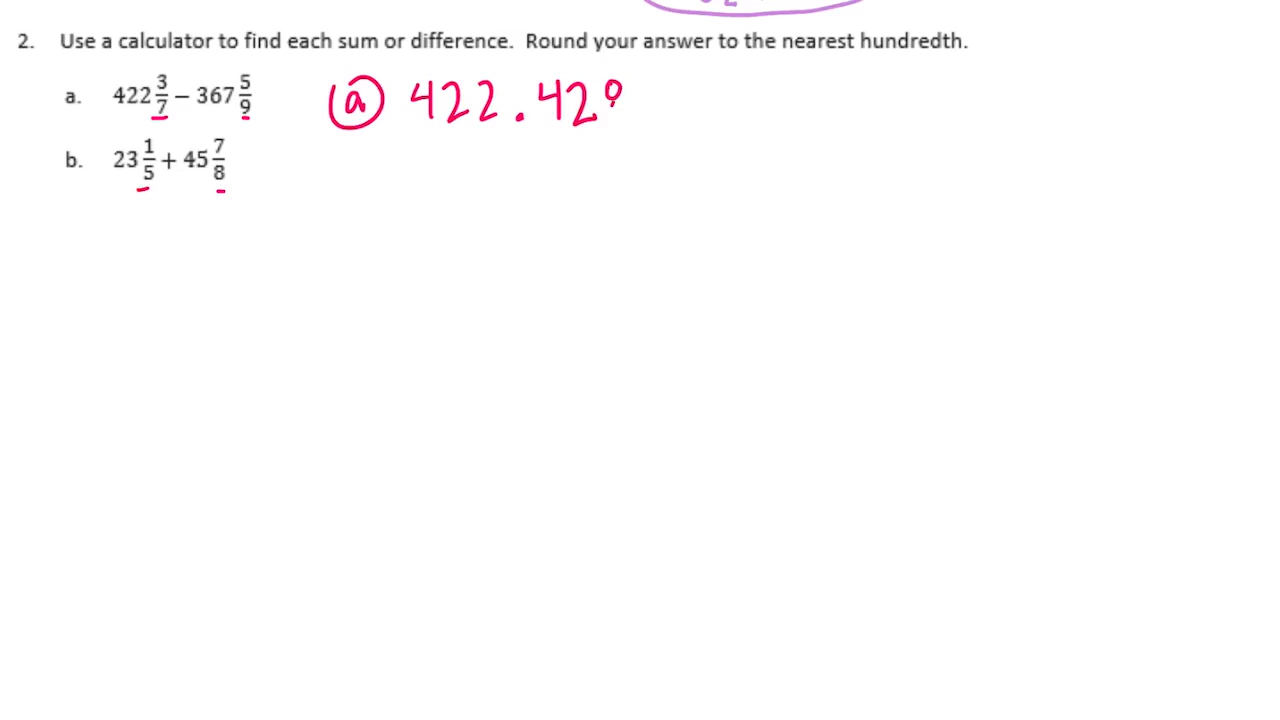 2. Use a calculator to find each sum or difference. Round your answer to the nearest hundredth.
a. 422 3/7 – 367 5/9
ⓐ 422.42
b. 23 1/5 + 45 7/8